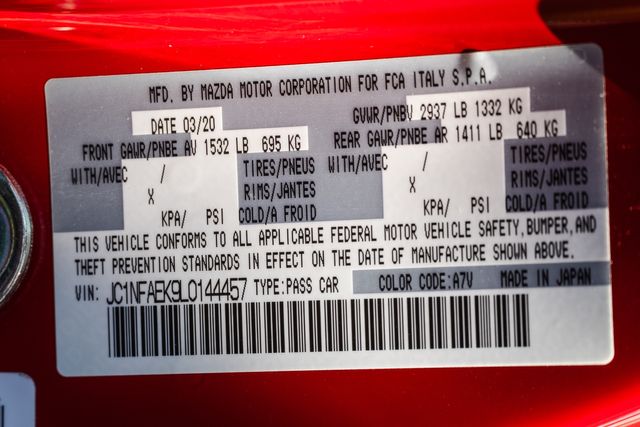 MFD. BY MAZDA MOTOR CORPORATION FOR FCA ITALY S.P.A.
DATE 03/20 GVWR/PNBV 2937 LB 1332 KG
FRONT GAWR/PNBE AV 1532 LB 695 KG REAR GAWR/PNBE AR 1411 LB 640 KG
WITH/AVEC / TIRES/PNEUS WITH/AVEC / TIRES/PNEUS
X RIMS/JANTES X RIMS/JANTES
KPA/ PSI COLD/A FROID KPA/ PSI COLD/A FROID
THIS VEHICLE CONFORMS TO ALL APPLICABLE FEDERAL MOTOR VEHICLE SAFETY, BUMPER, AND
THEFT PREVENTION STANDARDS IN EFFECT ON THE DATE OF MANUFACTURE SHOWN ABOVE.
VIN: JC1NFAEK9L0144457 TYPE:PASS CAR COLOR CODE:A7V MADE IN JAPAN